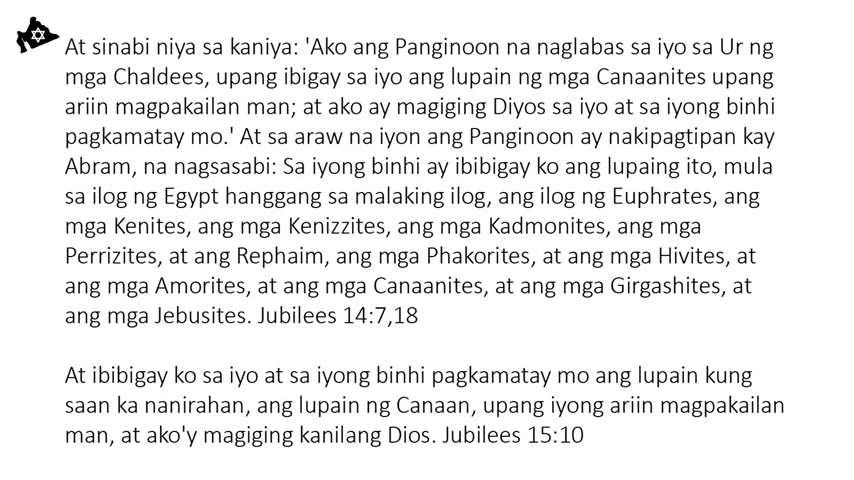 At sinabi niya sa kaniya: 'Ako ang Panginoon na naglabas sa iyo sa Ur ng
mga Chaldees, upang ibigay sa iyo ang lupain ng mga Canaanites upang
ariin magpakailan man; at ako ay magiging Diyos sa iyo at sa iyong binhi
pagkamatay mo.' At sa araw na iyon ang Panginoon ay nakipagtipan kay
Abram, na nagsasabi: Sa iyong binhi ay ibibigay ko ang lupaing ito, mula
sa ilog ng Egypt hanggang sa malaking ilog, ang ilog ng Euphrates, ang
mga Kenites, ang mga Kenizzites, ang mga Kadmonites, ang mga
Perrizites, at ang Rephaim, ang mga Phakorites, at ang mga Hivites, at
ang mga Amorites, at ang mga Canaanites, at ang mga Girgashites, at
ang mga Jebusites. Jubilees 14:7,18
At ibibigay ko sa iyo at sa iyong binhi pagkamatay mo ang lupain kung
saan ka nanirahan, ang lupain ng Canaan, upang iyong ariin magpakailan
man, at ako'y magiging kanilang Dios. Jubilees 15:10